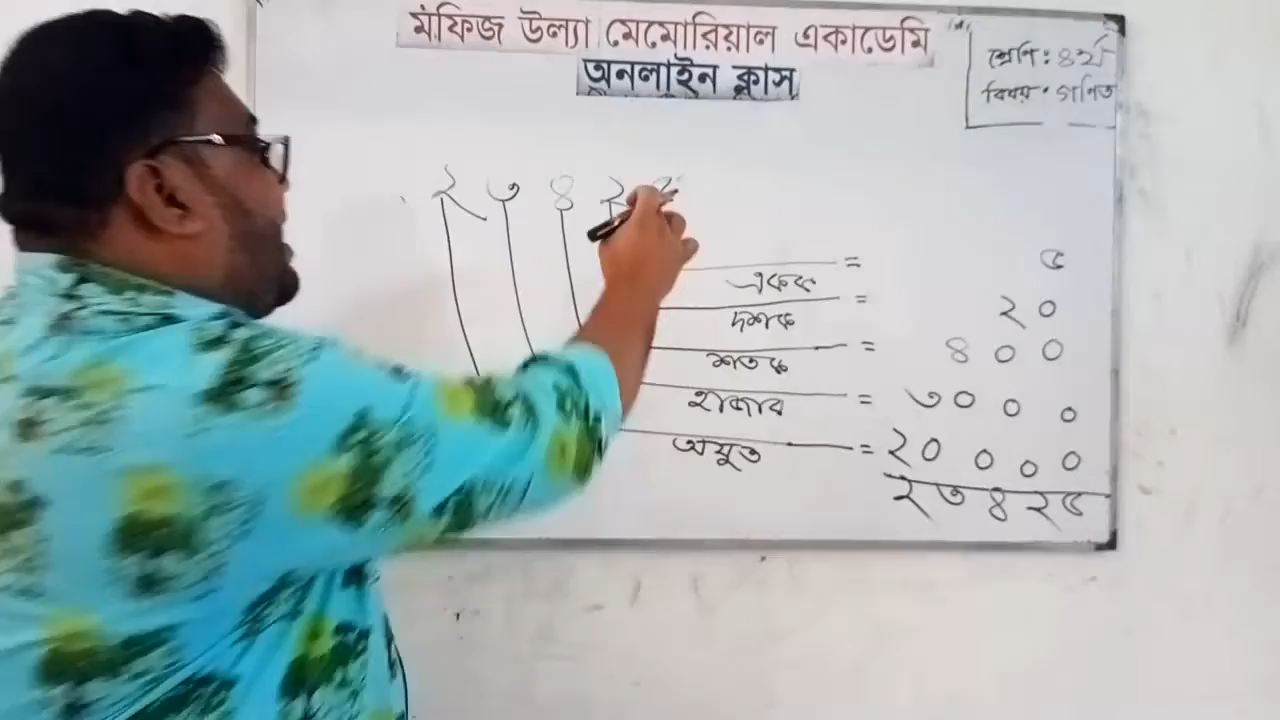 মফিজ উল্যা মেমোরিয়াল একাডেমি
অনলাইন ক্লাস
শ্রেণি : ৪র্থ
বিষয় : গণিত
২ ৩ ৪ ২
একক = ৫
দশক = ২০
শতক = ৪০০
হাজার = ৩০০০
অযুত = ২০০০০
২৩৪২৫